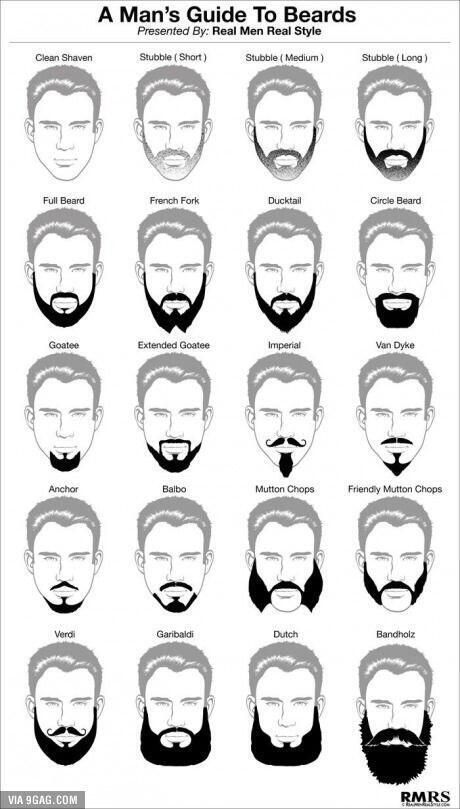 A Man's Guide To Beards
Presented By: Real Men Real Style
Clean Shaven
Stubble ( Short )
Stubble ( Medium )
Stubble ( Long )
Full Beard
French Fork
Ducktail
Circle Beard
Goatee
Extended Goatee
Imperial
Van Dyke
Anchor
Balbo
Mutton Chops
Friendly Mutton Chops
Verdi
Garibaldi
Dutch
Bandholz
VIA 9GAG.COM
RMRS
© REALMENREALSTYLE.COM